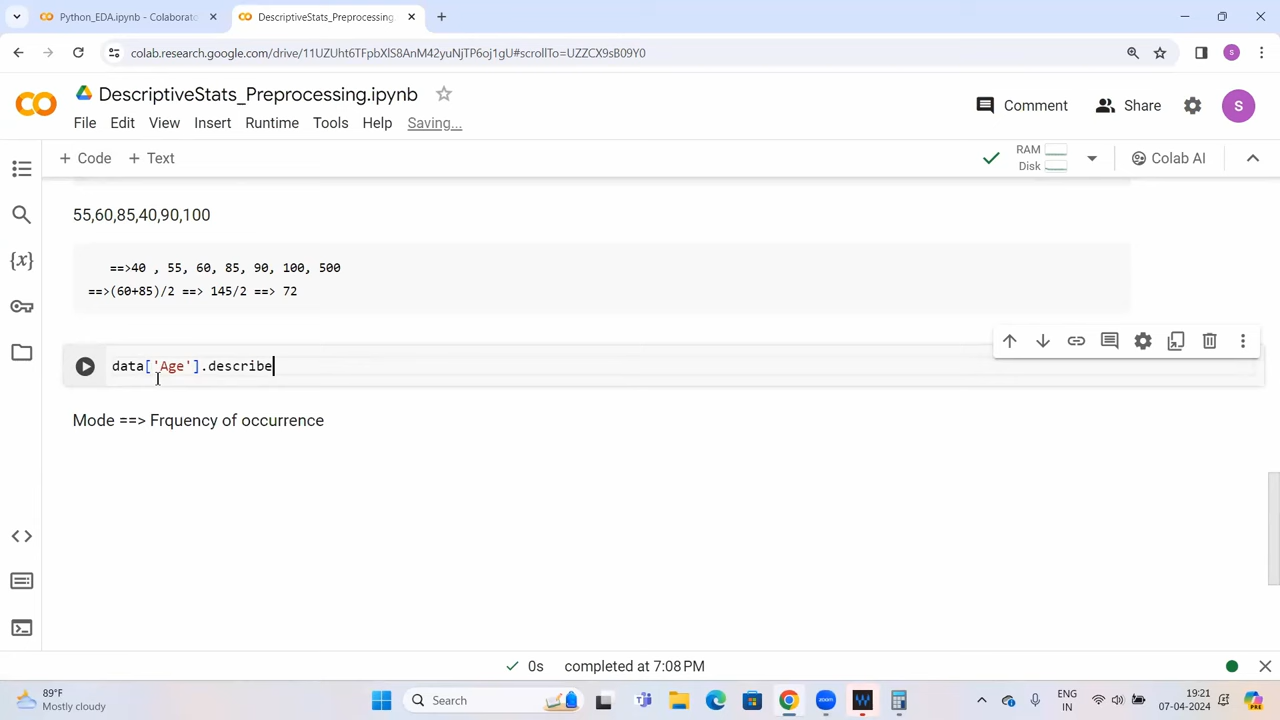 Python_EDA.ipynb - Colaborato
DescriptiveStats_Preprocessing.
colab.research.google.com/drive/11UZUht6TFpbXlS8AnM42yuNjTP6oj1gU#scrollTo=UZZCX9sB09Y0
S
DescriptiveStats_Preprocessing.ipynb
Comment
Share
S
File Edit View Insert Runtime Tools Help Saving...
+ Code + Text
RAM
Disk
Colab AI
55,60,85,40,90,100
==>40 , 55, 60, 85, 90, 100, 500
==>(60+85)/2 ==> 145/2 ==> 72
{x}
data['Age'].describe
Mode ==> Frquency of occurrence
0s completed at 7:08 PM
89°F
Mostly cloudy
Search
ENG
IN
19:21
07-04-2024
PRE